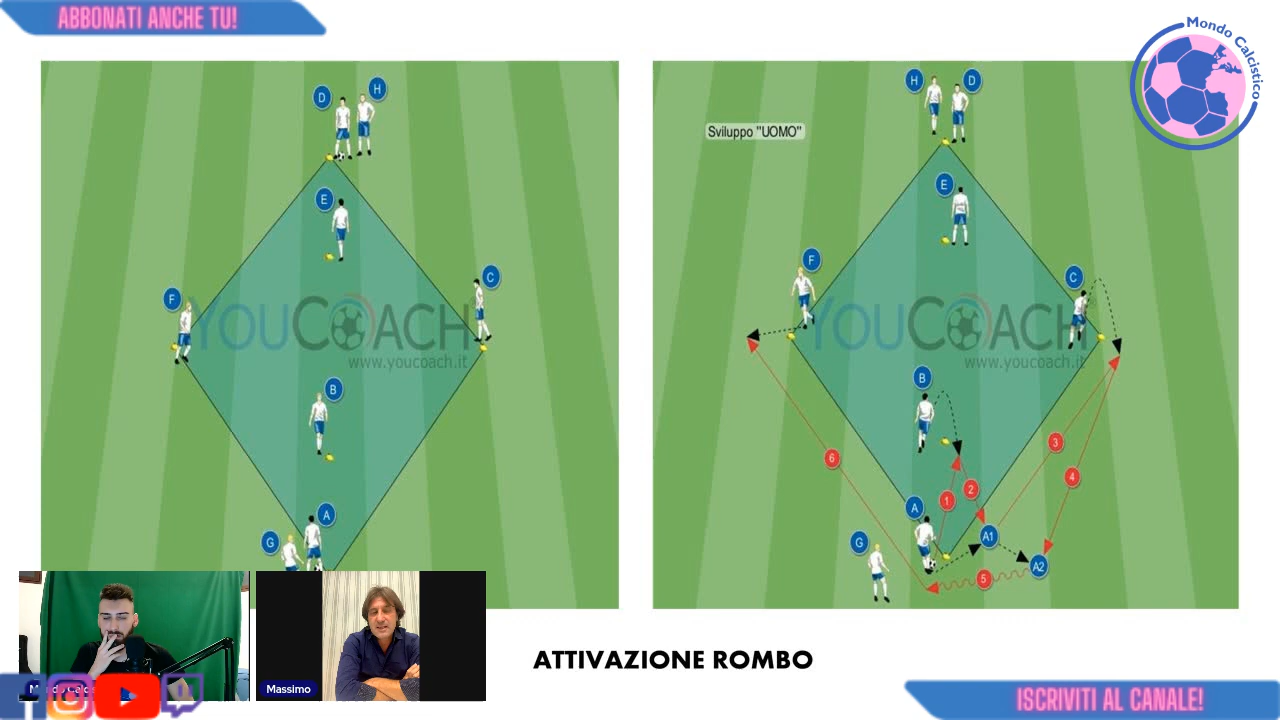 ABBONATI ANCHE TU!
Mondo Calcistico
D
H
E
C
F
YOUCOACH
www.youcoach.it
B
A
G
H
D
Sviluppo "UOMO"
E
F
C
YOUCOACH
www.youcoach.it
B
3
6
4
2
1
A
A1
G
A2
5
ATTIVAZIONE ROMBO
Massimo
ISCRIVITI AL CANALE!